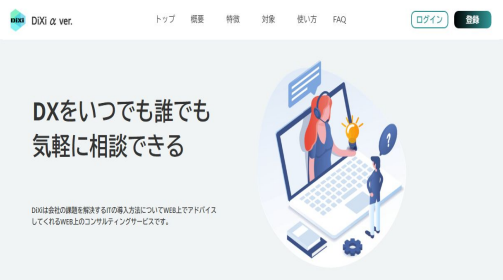 DiXi
DiXi α ver.
トップ 概要 特徴 対象 使い方 FAQ
ログイン 登録
DXをいつでも誰でも
気軽に相談できる
?
DiXiは会社の課題を解決するITの導入方法についてWEB上でアドバイス
してくれるWEB上のコンサルティングサービスです。